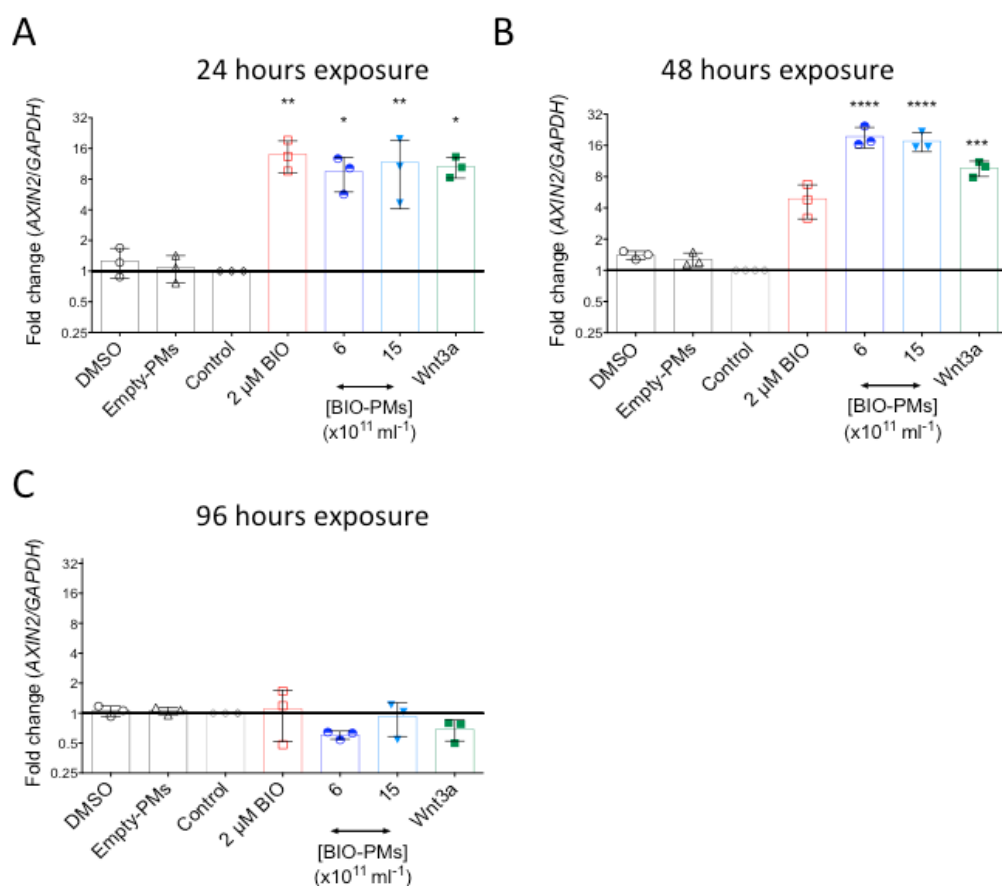 A
24 hours exposure
Fold change (AXIN2/GAPDH)
32
16
8
4
2
1
0.5
0.25
** * ** *
DMSO
Empty-PMs
Control
2 µM BIO
6
15
Wnt3a
[BIO-PMs]
(x10¹¹ ml⁻¹)
B
48 hours exposure
Fold change (AXIN2/GAPDH)
32
16
8
4
2
1
0.5
0.25
**** **** ***
DMSO
Empty-PMs
Control
2 µM BIO
6
15
Wnt3a
[BIO-PMs]
(x10¹¹ ml⁻¹)
C
96 hours exposure
Fold change (AXIN2/GAPDH)
32
16
8
4
2
1
0.5
0.25
DMSO
Empty-PMs
Control
2 µM BIO
6
15
Wnt3a
[BIO-PMs]
(x10¹¹ ml⁻¹)